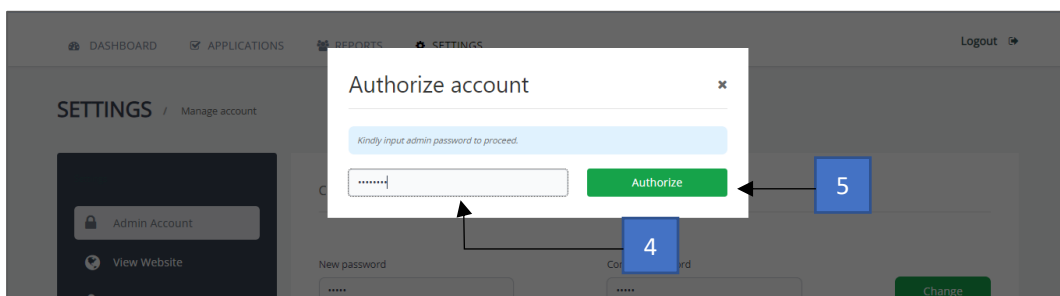 DASHBOARD APPLICATIONS REPORTS SETTINGS Logout
Authorize account
SETTINGS / Manage account
Kindly input admin password to proceed.
Authorize
5
Admin Account
4
View Website
New password
Change